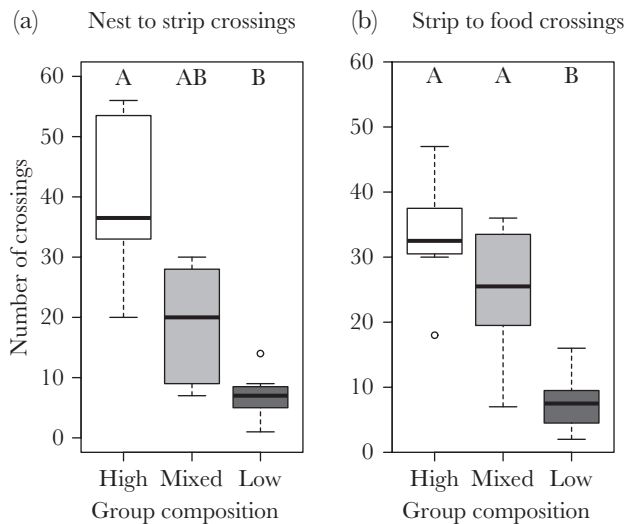 (a) Nest to strip crossings
(b) Strip to food crossings
60
A AB B
50
40
30
20
10
0
Number of crossings
High Mixed Low
Group composition
60
A A B
50
40
30
20
10
0
High Mixed Low
Group composition